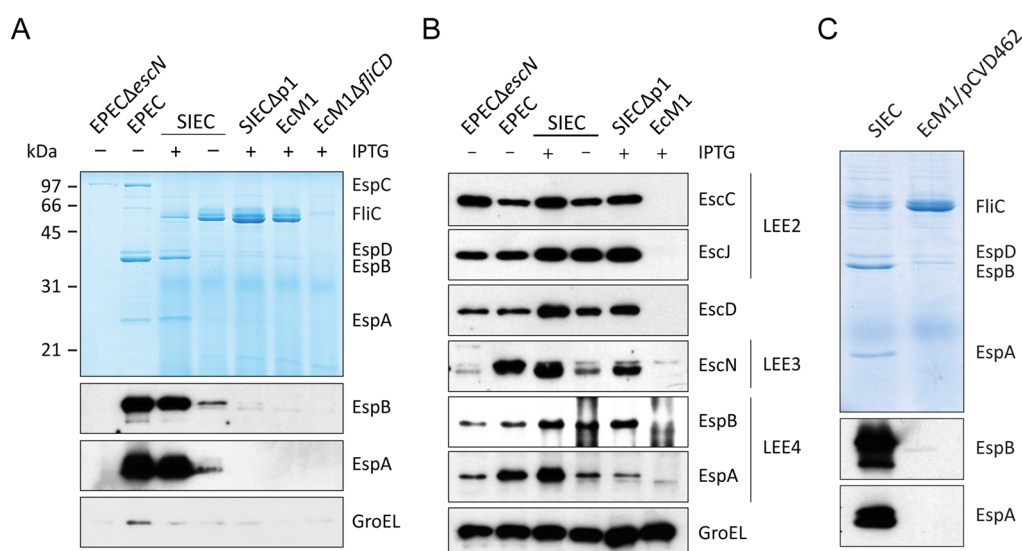 A
EPECΔescN
EPEC
SIEC
SIECΔp1
EcM1
EcM1ΔfliCD
kDa
– – + – + + + IPTG
97
66
45
31
21
EspC
FliC
EspD
EspB
EspA
EspB
EspA
GroEL
B
EPECΔescN
EPEC
SIEC
SIECΔp1
EcM1
– – + – + + IPTG
EscC
LEE2
EscJ
EscD
EscN
LEE3
EspB
LEE4
EspA
GroEL
C
SIEC
EcM1/pCVD462
FliC
EspD
EspB
EspA
EspB
EspA